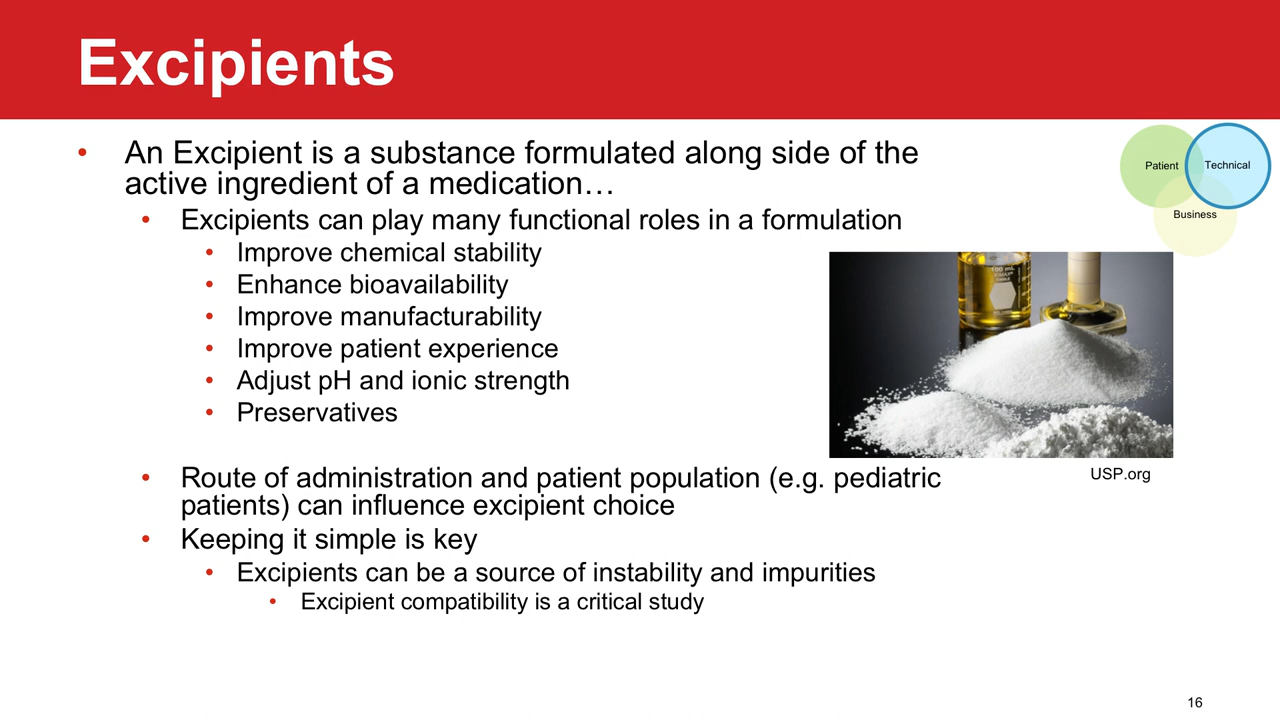 Excipients
• An Excipient is a substance formulated along side of the
active ingredient of a medication…
• Excipients can play many functional roles in a formulation
• Improve chemical stability
• Enhance bioavailability
• Improve manufacturability
• Improve patient experience
• Adjust pH and ionic strength
• Preservatives
• Route of administration and patient population (e.g. pediatric
patients) can influence excipient choice
• Keeping it simple is key
• Excipients can be a source of instability and impurities
• Excipient compatibility is a critical study
Patient
Technical
Business
100 mL
USP.org
16